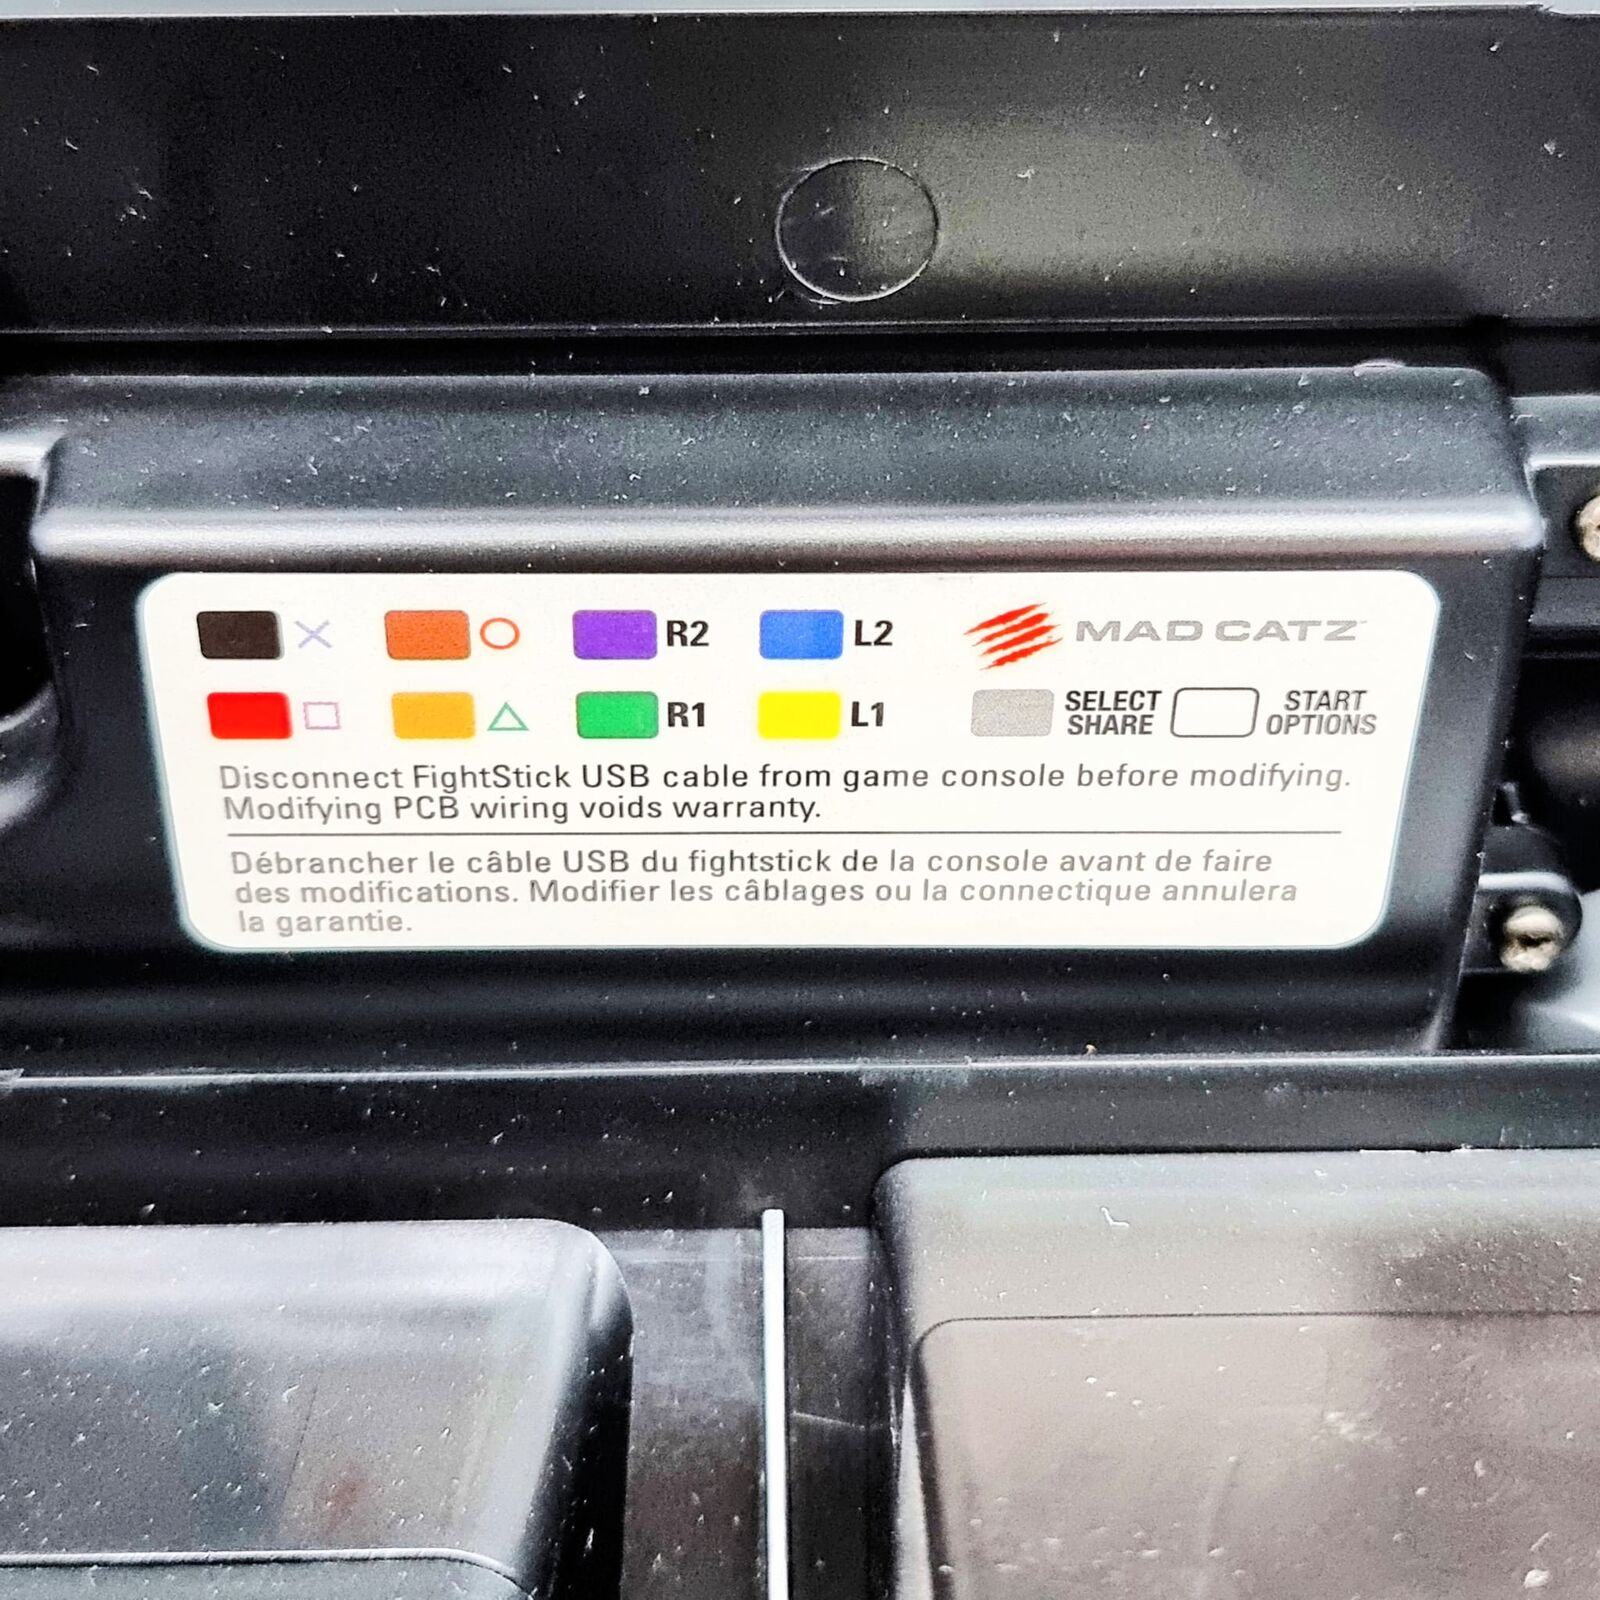 R2 L2 MAD CATZ
R1 L1 SELECT SHARE START OPTIONS
Disconnect FightStick USB cable from game console before modifying.
Modifying PCB wiring voids warranty.
Débrancher le câble USB du fightstick de la console avant de faire
des modifications. Modifier les câblages ou la connectique annulera
la garantie.